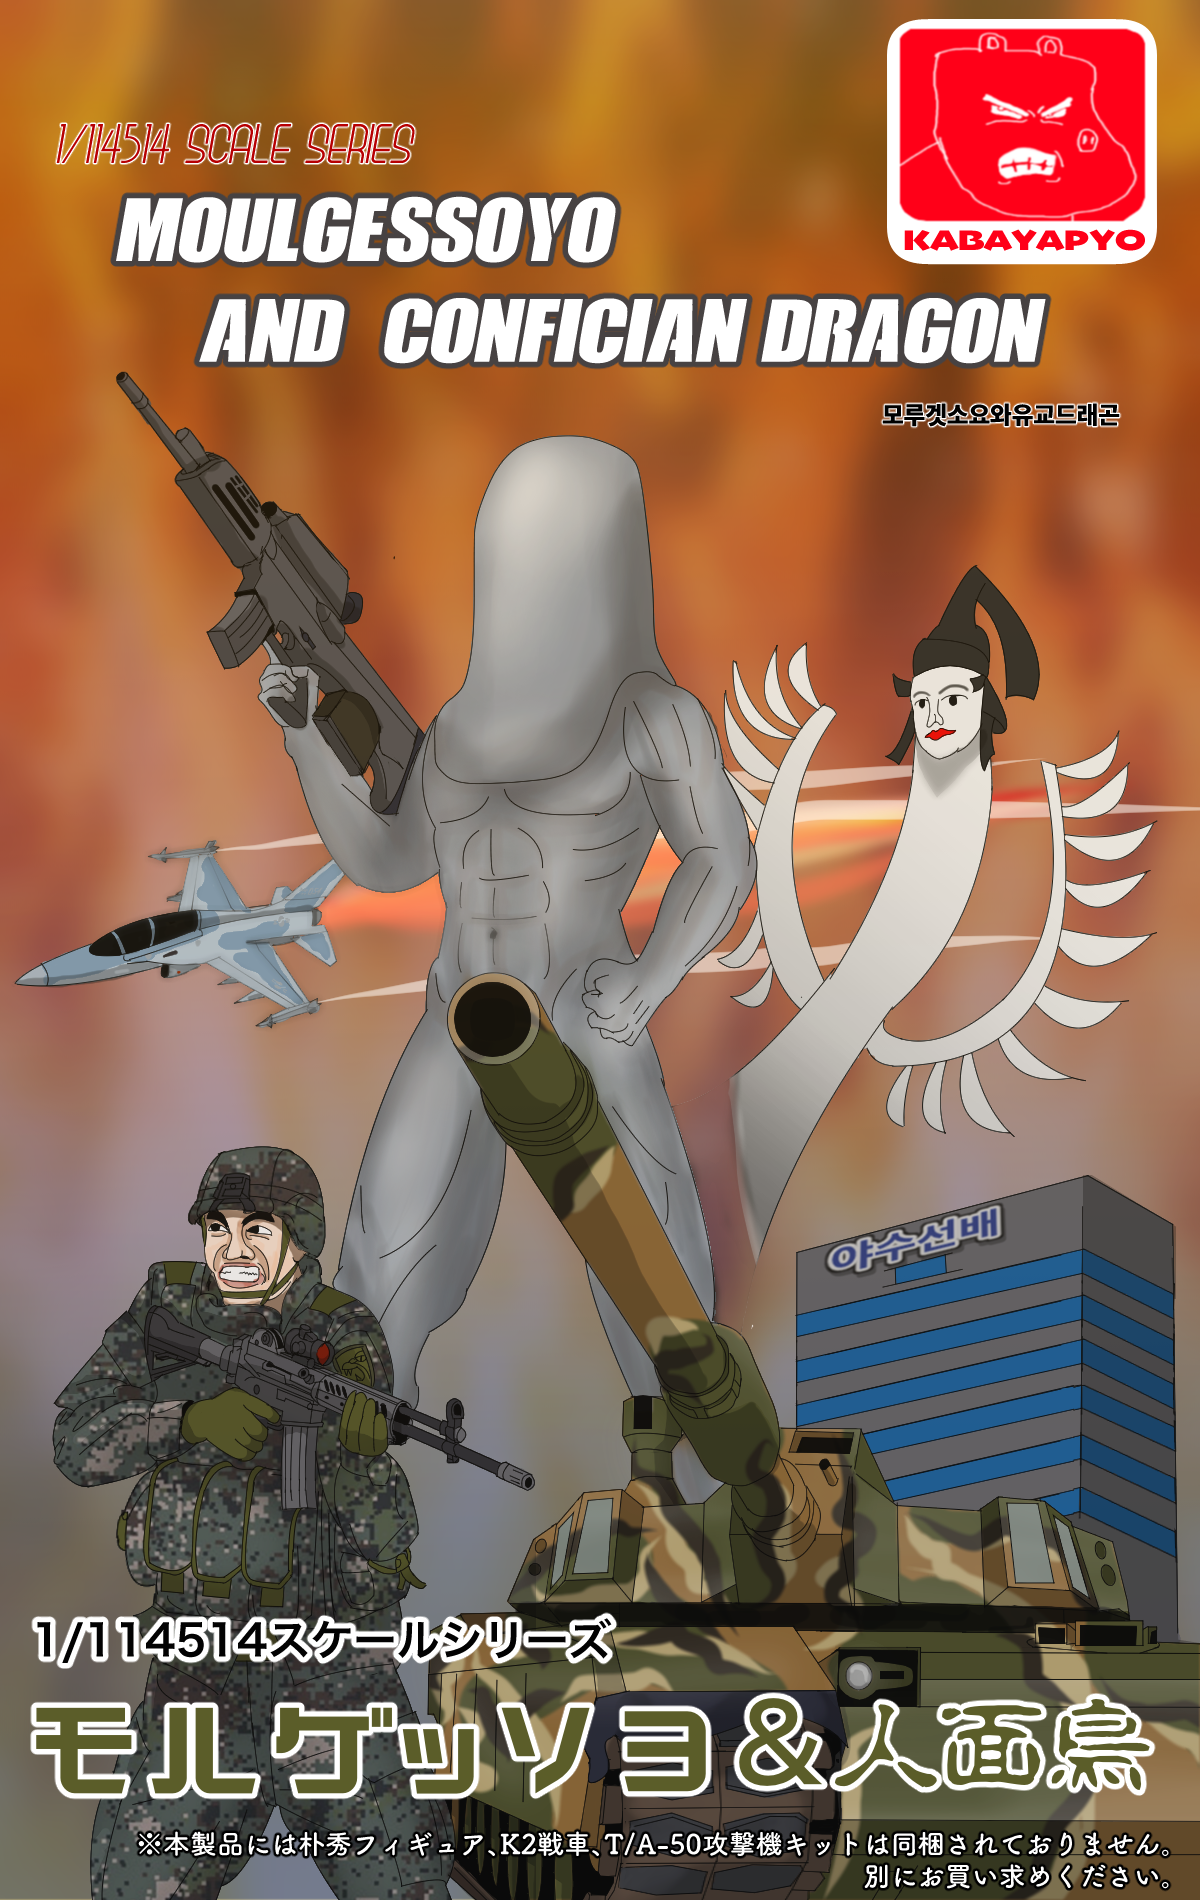 1/114514 SCALE SERIES
KABAYAPYO
MOULGESSOYO
AND CONFICIAN DRAGON
모루겟소요와유교드래곤
야수선배
1/114514スケールシリーズ
モルゲッソヨ&人面鳥
※本製品には朴秀フィギュア、K2戦車、T/A-50攻撃機キットは同梱されておりません。
別にお買い求めください。